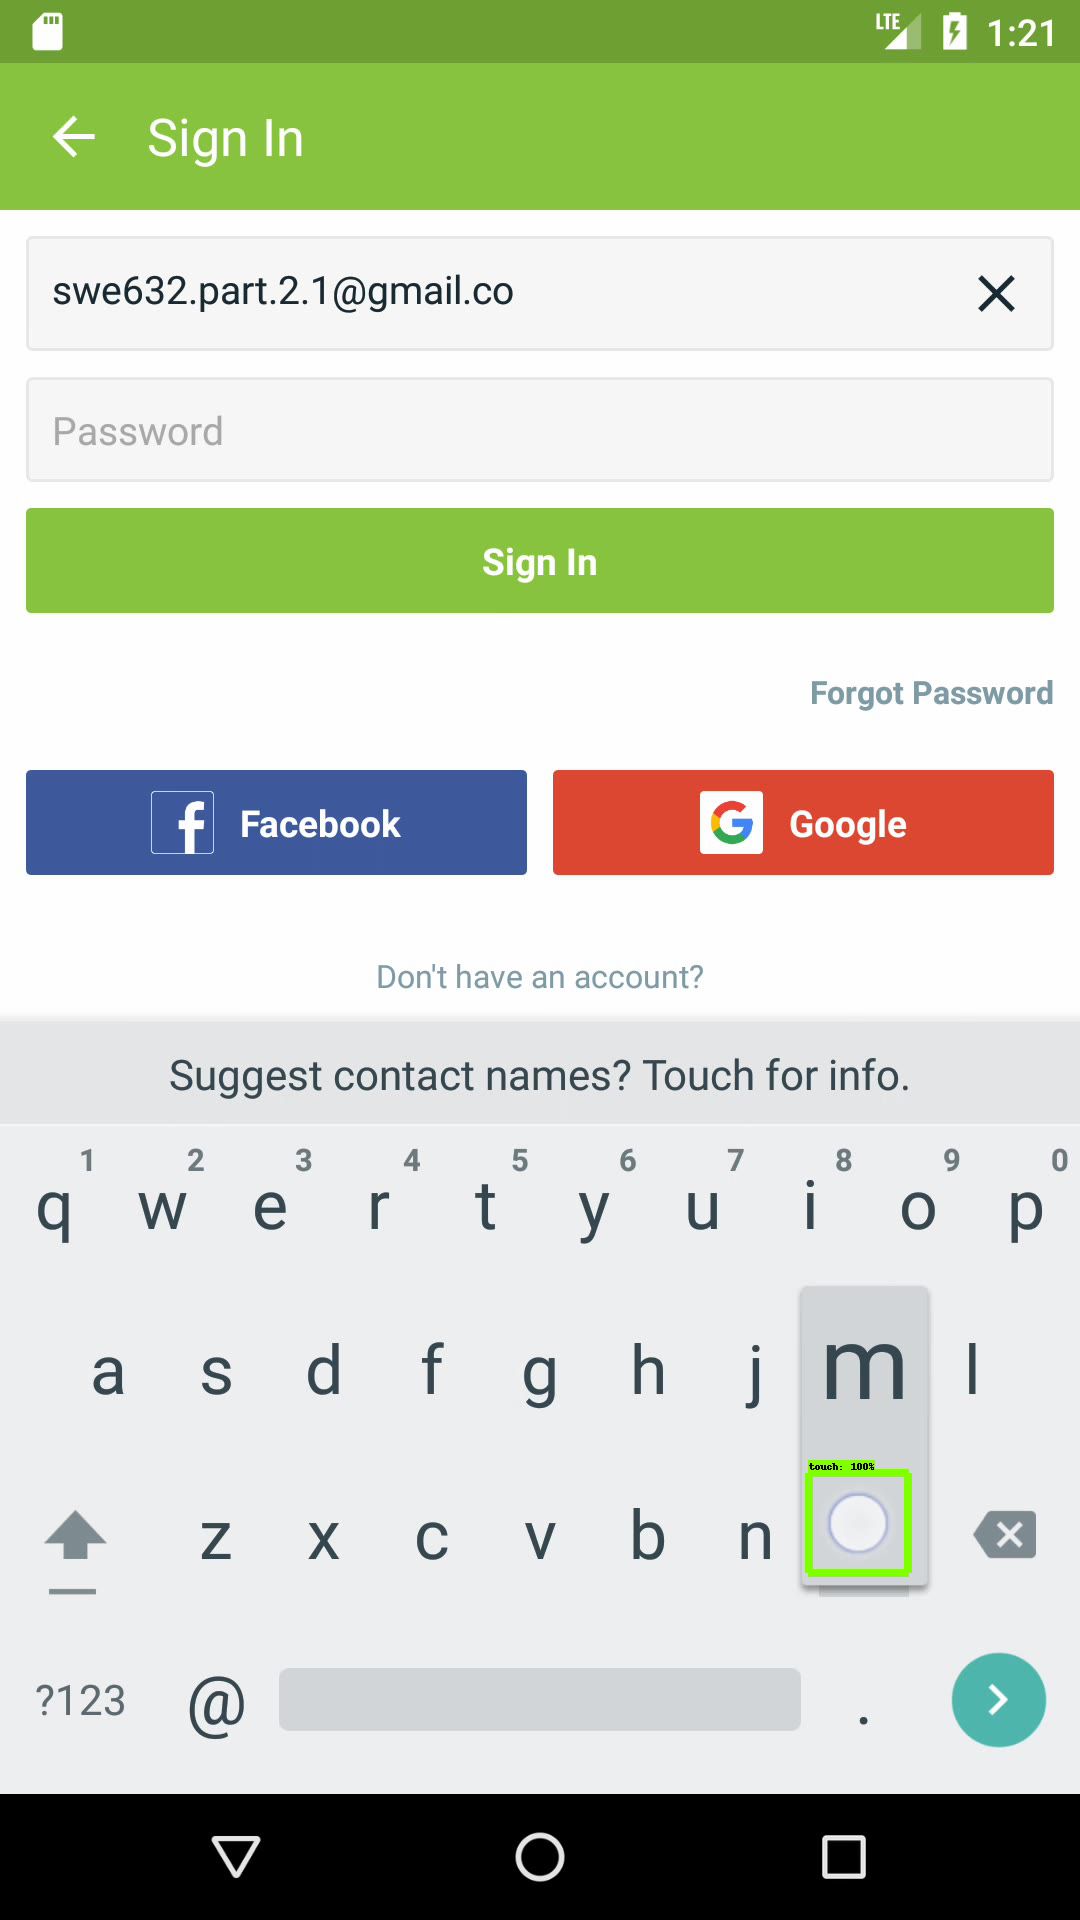 LTE 1:21
Sign In
swe632.part.2.1@gmail.co
Password
Sign In
Forgot Password
Facebook
Google
Don't have an account?
Suggest contact names? Touch for info.
1 2 3 4 5 6 7 8 9 0
q w e r t y u i o p
a s d f g h j m l
touch: 100%
z x c v b n
?123 @ .